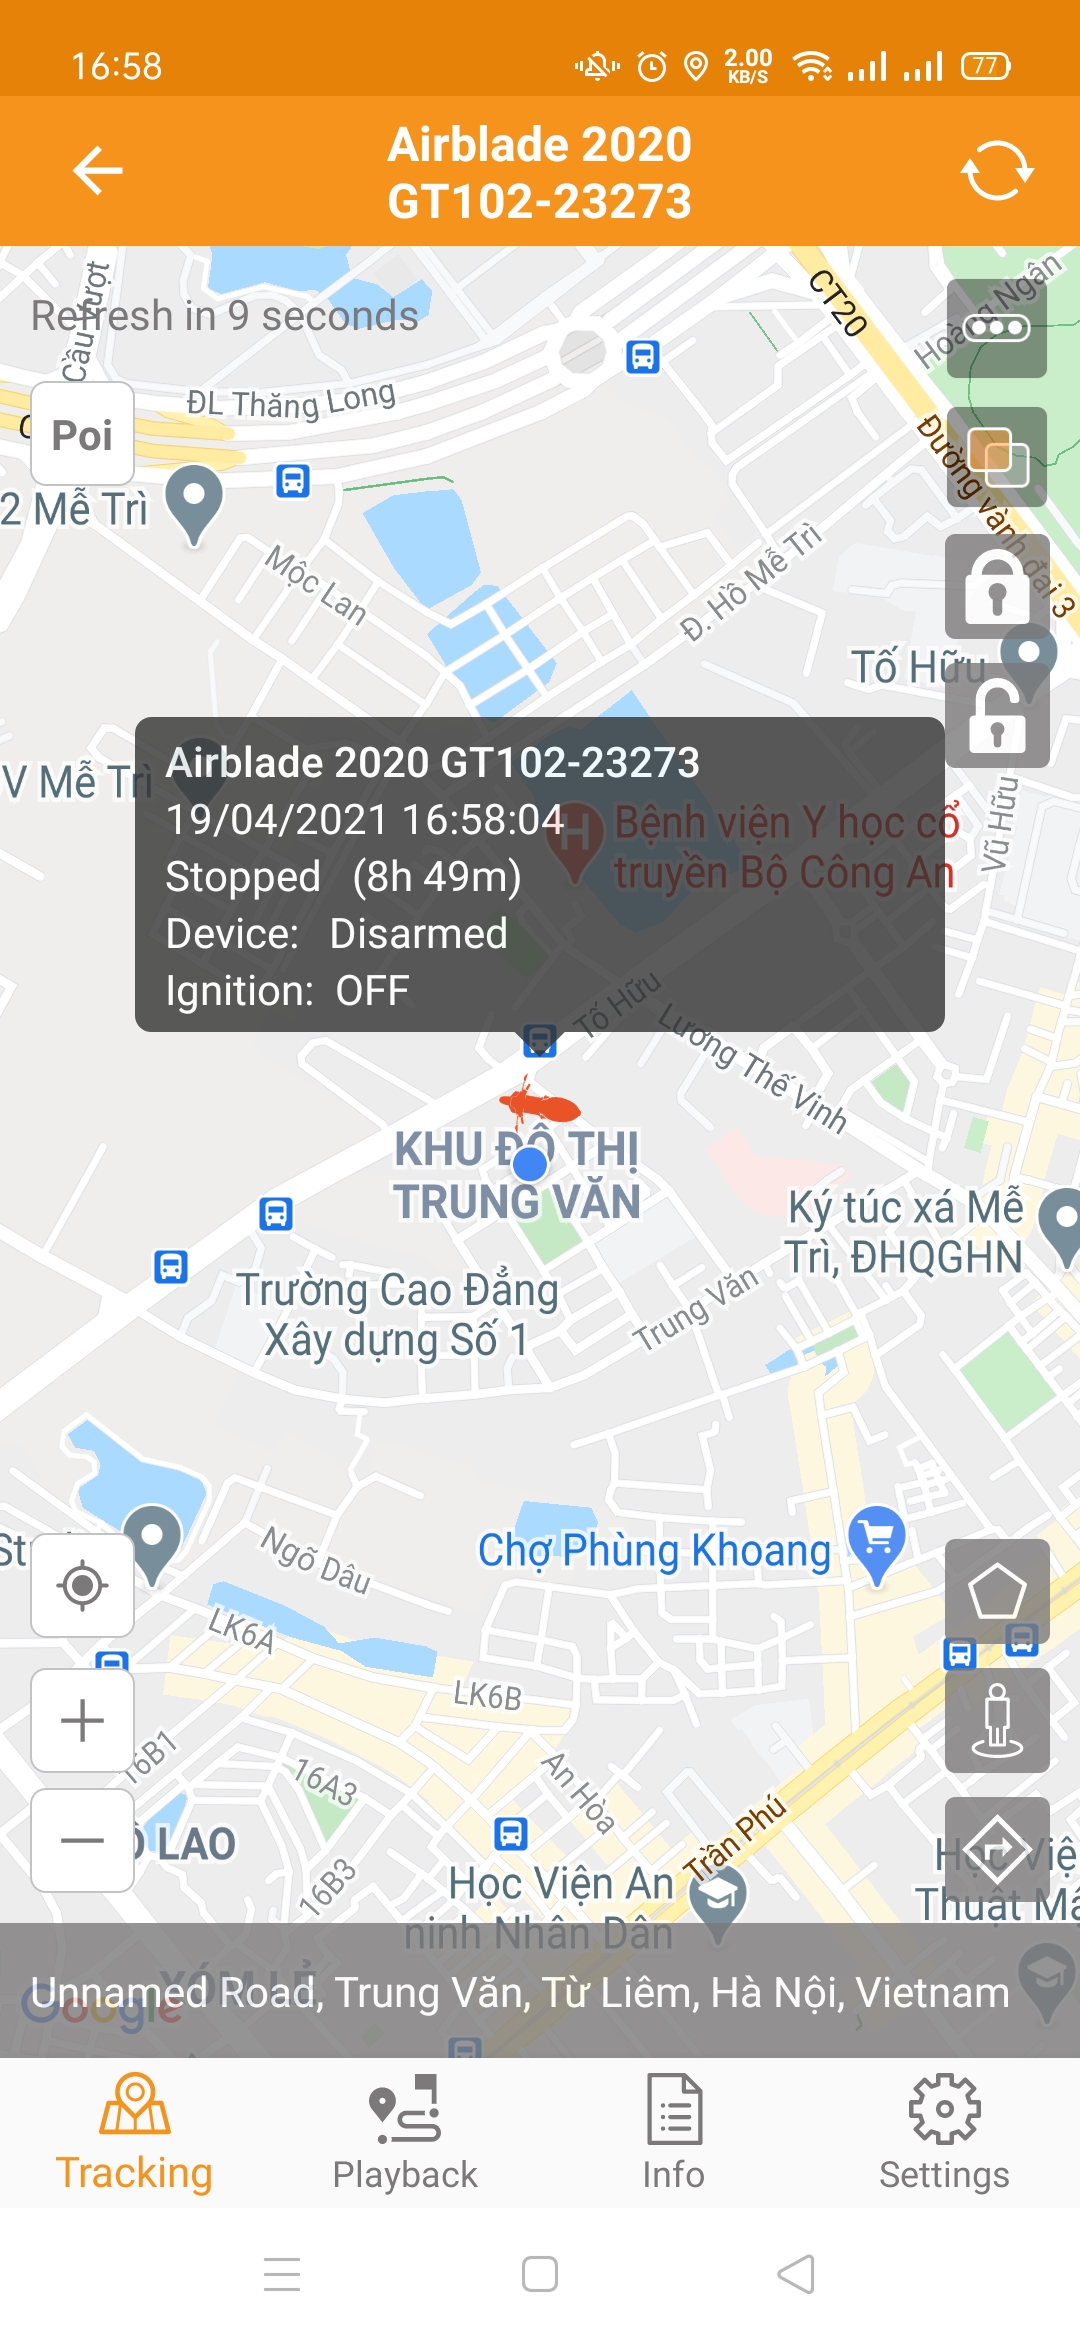 16:58
2.00
KB/S
77
Airblade 2020
GT102-23273
Refresh in 9 seconds
Cầu Vượt
CT20
Hoàng Ngân
ĐL Thăng Long
Poi
Đường vành đai 3
2 Mễ Trì
Mộc Lan
Đ. Hồ Mễ Trì
Tố Hữu
V Mễ Trì
Vũ Hữu
Airblade 2020 GT102-23273
19/04/2021 16:58:04
Stopped (8h 49m)
Device: Disarmed
Ignition: OFF
Bệnh viện Y học cổ
truyền Bộ Công An
Tố Hữu
Lương Thế Vinh
KHU ĐÔ THỊ
TRUNG VĂN
Ký túc xá Mễ
Trì, ĐHQGHN
Trường Cao Đẳng
Xây dựng Số 1
Trung Văn
Chợ Phùng Khoang
Ngõ Dâu
LK6A
LK6B
16B1
16A3
An Hòa
Trần Phú
LAO
16B3
Học Viện An
ninh Nhân Dân
Unnamed Road, Trung Văn, Từ Liêm, Hà Nội, Vietnam
Google
Tracking
Playback
Info
Settings